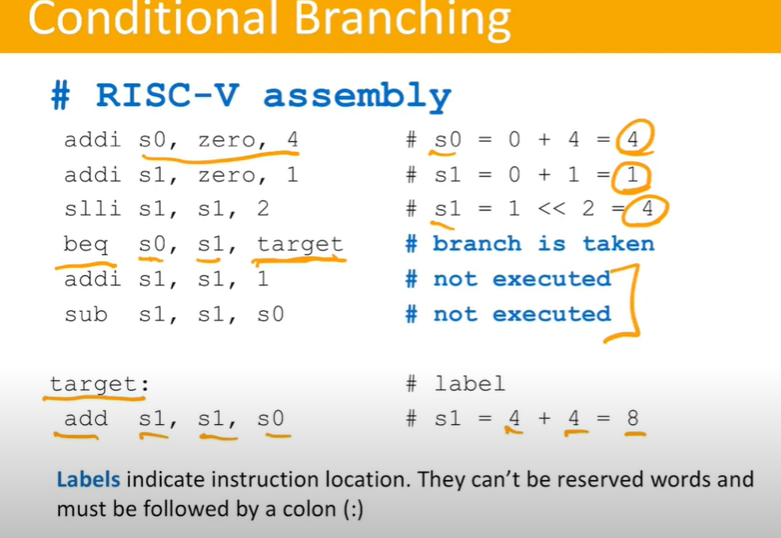 Conditional Branching
# RISC-V assembly
addi s0, zero, 4 # s0 = 0 + 4 = 4
addi s1, zero, 1 # s1 = 0 + 1 = 1
slli s1, s1, 2 # s1 = 1 << 2 = 4
beq s0, s1, target # branch is taken
addi s1, s1, 1 # not executed
sub s1, s1, s0 # not executed
target: # label
add s1, s1, s0 # s1 = 4 + 4 = 8
Labels indicate instruction location. They can’t be reserved words and
must be followed by a colon (:)